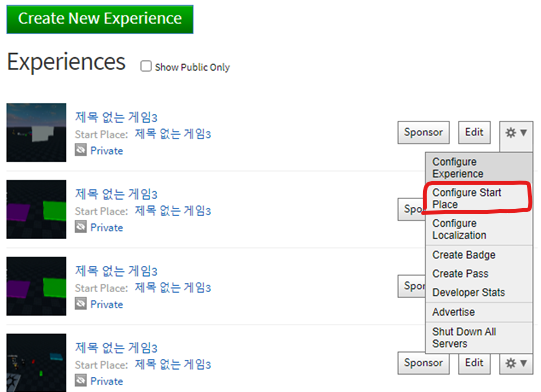 Create New Experience
Experiences
Show Public Only
제목 없는 게임3
Start Place: 제목 없는 게임3
Private
Sponsor
Edit
Configure
Experience
Configure Start
Place
Configure
Localization
Create Badge
Create Pass
Developer Stats
Advertise
Shut Down All
Servers
제목 없는 게임3
Start Place: 제목 없는 게임3
Private
제목 없는 게임3
Start Place: 제목 없는 게임3
Private
제목 없는 게임3
Start Place: 제목 없는 게임3
Private
Sponsor
Edit